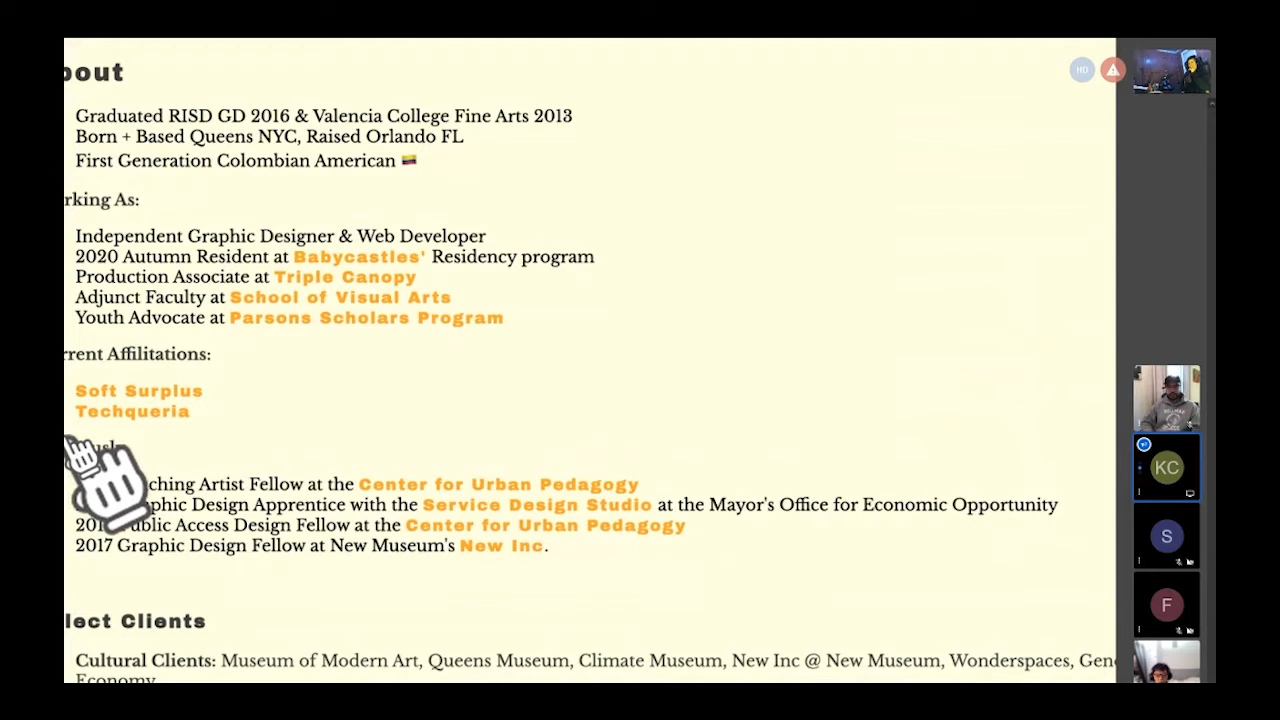 bout
Graduated RISD GD 2016 & Valencia College Fine Arts 2013
Born + Based Queens NYC, Raised Orlando FL
First Generation Colombian American
rking As:
Independent Graphic Designer & Web Developer
2020 Autumn Resident at Babycastles' Residency program
Production Associate at Triple Canopy
Adjunct Faculty at School of Visual Arts
Youth Advocate at Parsons Scholars Program
rrent Affilitations:
Soft Surplus
Techqueria
ching Artist Fellow at the Center for Urban Pedagogy
phic Design Apprentice with the Service Design Studio at the Mayor's Office for Economic Opportunity
Public Access Design Fellow at the Center for Urban Pedagogy
2017 Graphic Design Fellow at New Museum's New Inc.
lect Clients
Cultural Clients: Museum of Modern Art, Queens Museum, Climate Museum, New Inc @ New Museum, Wonderspaces, Gen
Economy
HD
KC
S
F